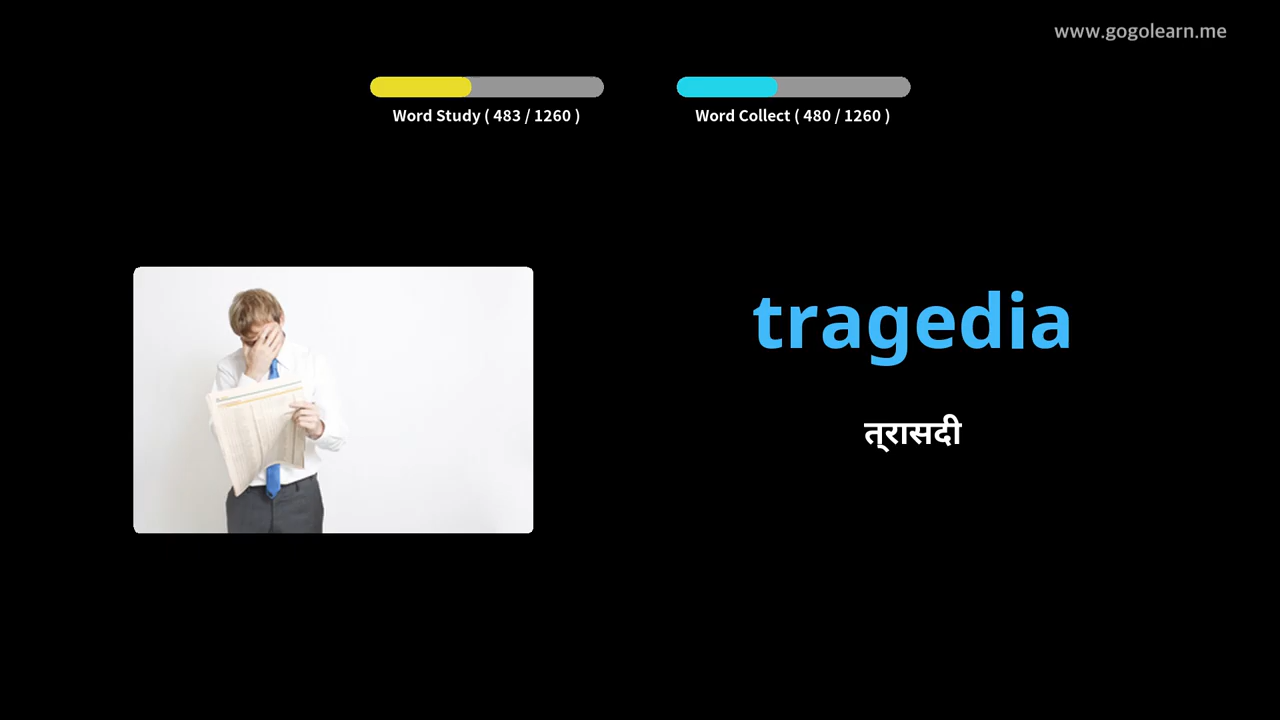 www.gogolearn.me
Word Study ( 483 / 1260 )
Word Collect ( 480 / 1260 )
tragedia
त्रासदी